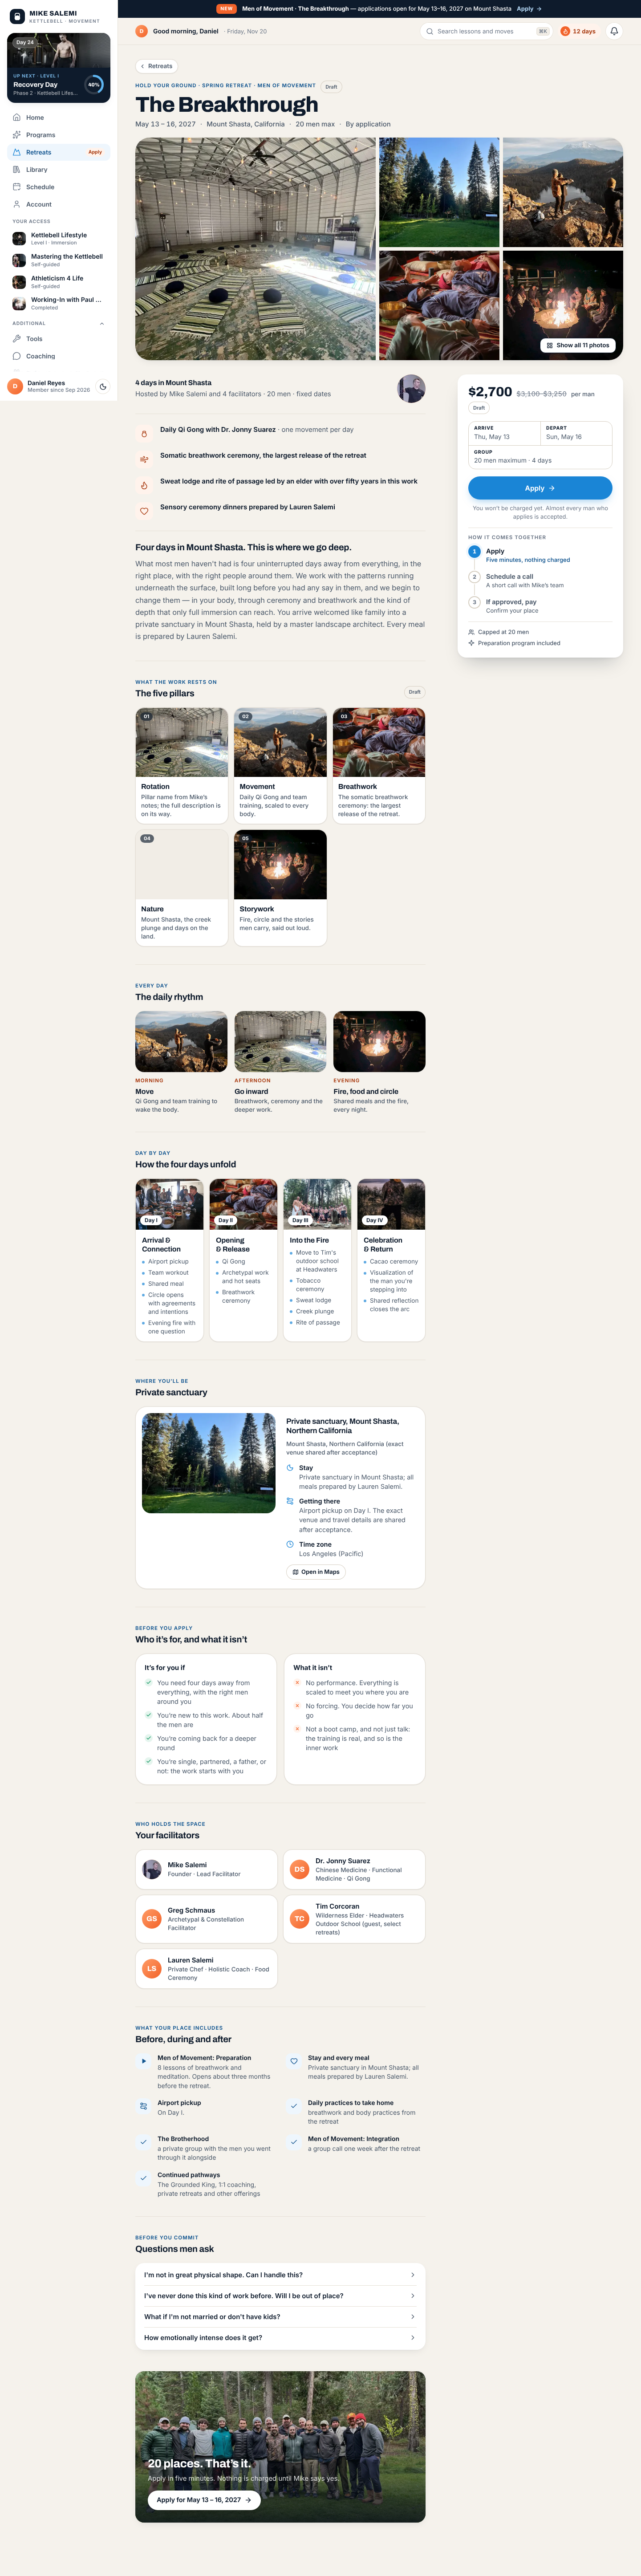 NEW Men of Movement · The Breakthrough — applications open for May 13–16, 2027 on Mount Shasta Apply →
MIKE SALEMI
KETTLEBELL · MOVEMENT
Day 24
UP NEXT · LEVEL I
Recovery Day
Phase 2 · Kettlebell Lifes...
40%
Home
Programs
Retreats Apply
Library
Schedule
Account
YOUR ACCESS
Kettlebell Lifestyle
Level I · Immersion
Mastering the Kettlebell
Self-guided
Athleticism 4 Life
Self-guided
Working-In with Paul ...
Completed
ADDITIONAL
Tools
Coaching
D
Daniel Reyes
Member since Sep 2026
D Good morning, Daniel · Friday, Nov 20
Search lessons and moves ⌘K
12 days
Retreats
HOLD YOUR GROUND · SPRING RETREAT · MEN OF MOVEMENT Draft
The Breakthrough
May 13 – 16, 2027 · Mount Shasta, California · 20 men max · By application
Show all 11 photos
4 days in Mount Shasta
Hosted by Mike Salemi and 4 facilitators · 20 men · fixed dates
Daily Qi Gong with Dr. Jonny Suarez · one movement per day
Somatic breathwork ceremony, the largest release of the retreat
Sweat lodge and rite of passage led by an elder with over fifty years in this work
Sensory ceremony dinners prepared by Lauren Salemi
Four days in Mount Shasta. This is where we go deep.
What most men haven't had is four uninterrupted days away from everything, in the
right place, with the right people around them. We work with the patterns running
underneath the surface, built long before you had any say in them, and we begin to
change them — in your body, through ceremony and breathwork and the kind of
depth that only full immersion can reach. You arrive welcomed like family into a
private sanctuary in Mount Shasta, held by a master landscape architect. Every meal
is prepared by Lauren Salemi.
$2,700 $3,100–$3,250 per man
Draft
ARRIVE
Thu, May 13
DEPART
Sun, May 16
GROUP
20 men maximum · 4 days
Apply →
You won't be charged yet. Almost every man who
applies is accepted.
HOW IT COMES TOGETHER
1 Apply
Five minutes, nothing charged
2 Schedule a call
A short call with Mike's team
3 If approved, pay
Confirm your place
Capped at 20 men
Preparation program included
WHAT THE WORK RESTS ON
The five pillars
Draft
01
Rotation
Pillar name from Mike's
notes; the full description is
on its way.
02
Movement
Daily Qi Gong and team
training, scaled to every
body.
03
Breathwork
The somatic breathwork
ceremony: the largest
release of the retreat.
04
Nature
Mount Shasta, the creek
plunge and days on the
land.
05
Storywork
Fire, circle and the stories
men carry, said out loud.
EVERY DAY
The daily rhythm
MORNING
Move
Qi Gong and team training to
wake the body.
AFTERNOON
Go inward
Breathwork, ceremony and the
deeper work.
EVENING
Fire, food and circle
Shared meals and the fire,
every night.
DAY BY DAY
How the four days unfold
Day I
Arrival &
Connection
Airport pickup
Team workout
Shared meal
Circle opens
with agreements
and intentions
Evening fire with
one question
Day II
Opening
& Release
Qi Gong
Archetypal work
and hot seats
Breathwork
ceremony
Day III
Into the Fire
Move to Tim's
outdoor school
at Headwaters
Tobacco
ceremony
Sweat lodge
Creek plunge
Rite of passage
Day IV
Celebration
& Return
Cacao ceremony
Visualization of
the man you're
stepping into
Shared reflection
closes the arc
WHERE YOU'LL BE
Private sanctuary
Private sanctuary, Mount Shasta,
Northern California
Mount Shasta, Northern California (exact
venue shared after acceptance)
Stay
Private sanctuary in Mount Shasta; all
meals prepared by Lauren Salemi.
Getting there
Airport pickup on Day I. The exact
venue and travel details are shared
after acceptance.
Time zone
Los Angeles (Pacific)
Open in Maps
BEFORE YOU APPLY
Who it's for, and what it isn't
It's for you if
You need four days away from
everything, with the right men
around you
You're new to this work. About half
the men are
You're coming back for a deeper
round
You're single, partnered, a father, or
not: the work starts with you
What it isn't
No performance. Everything is
scaled to meet you where you are
No forcing. You decide how far you
go
Not a boot camp, and not just talk:
the training is real, and so is the
inner work
WHO HOLDS THE SPACE
Your facilitators
Mike Salemi
Founder · Lead Facilitator
DS
Dr. Jonny Suarez
Chinese Medicine · Functional
Medicine · Qi Gong
GS
Greg Schmaus
Archetypal & Constellation
Facilitator
TC
Tim Corcoran
Wilderness Elder · Headwaters
Outdoor School (guest, select
retreats)
LS
Lauren Salemi
Private Chef · Holistic Coach · Food
Ceremony
WHAT YOUR PLACE INCLUDES
Before, during and after
Men of Movement: Preparation
8 lessons of breathwork and
meditation. Opens about three months
before the retreat.
Stay and every meal
Private sanctuary in Mount Shasta; all
meals prepared by Lauren Salemi.
Airport pickup
On Day I.
Daily practices to take home
breathwork and body practices from
the retreat
The Brotherhood
a private group with the men you went
through it alongside
Men of Movement: Integration
a group call one week after the retreat
Continued pathways
The Grounded King, 1:1 coaching,
private retreats and other offerings
BEFORE YOU COMMIT
Questions men ask
I'm not in great physical shape. Can I handle this?
I've never done this kind of work before. Will I be out of place?
What if I'm not married or don't have kids?
How emotionally intense does it get?
20 places. That's it.
Apply in five minutes. Nothing is charged until Mike says yes.
Apply for May 13 – 16, 2027 →